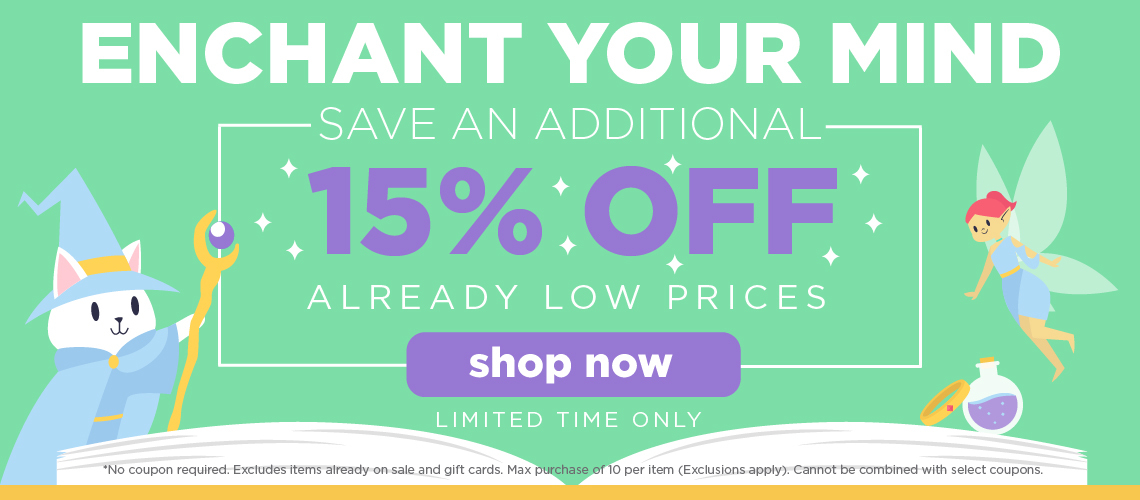 ENCHANT YOUR MIND
SAVE AN ADDITIONAL
15% OFF
ALREADY LOW PRICES
shop now
LIMITED TIME ONLY
*No coupon required. Excludes items already on sale and gift cards. Max purchase of 10 per item (Exclusions apply). Cannot be combined with select coupons.